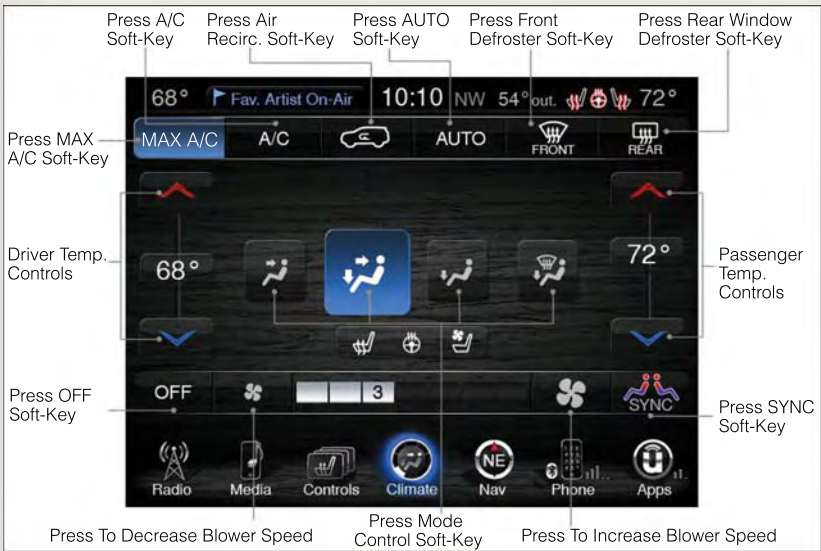 Press A/C
Soft-Key
Press Air
Recirc. Soft-Key
Press AUTO
Soft-Key
Press Front
Defroster Soft-Key
Press Rear Window
Defroster Soft-Key
68° Fav. Artist On-Air 10:10 NW 54° out. 72°
Press MAX
A/C Soft-Key
MAX A/C A/C AUTO FRONT REAR
Driver Temp.
Controls
68°
72°
Passenger
Temp.
Controls
Press OFF
Soft-Key
OFF 3 SYNC
Press SYNC
Soft-Key
NE
Radio Media Controls Climate Nav Phone Apps
Press To Decrease Blower Speed
Press Mode
Control Soft-Key
Press To Increase Blower Speed